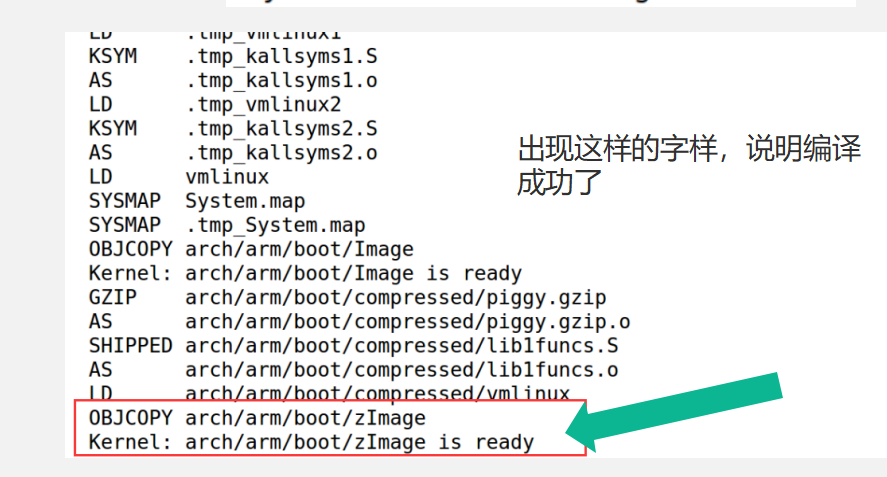 LD .tmp_vmlinux1
KSYM .tmp_kallsyms1.S
AS .tmp_kallsyms1.o
LD .tmp_vmlinux2
KSYM .tmp_kallsyms2.S
AS .tmp_kallsyms2.o
LD vmlinux
SYSMAP System.map
SYSMAP .tmp_System.map
OBJCOPY arch/arm/boot/Image
Kernel: arch/arm/boot/Image is ready
GZIP arch/arm/boot/compressed/piggy.gzip
AS arch/arm/boot/compressed/piggy.gzip.o
SHIPPED arch/arm/boot/compressed/lib1funcs.S
AS arch/arm/boot/compressed/lib1funcs.o
LD arch/arm/boot/compressed/vmlinux
OBJCOPY arch/arm/boot/zImage
Kernel: arch/arm/boot/zImage is ready
出现这样的字样，说明编译
成功了